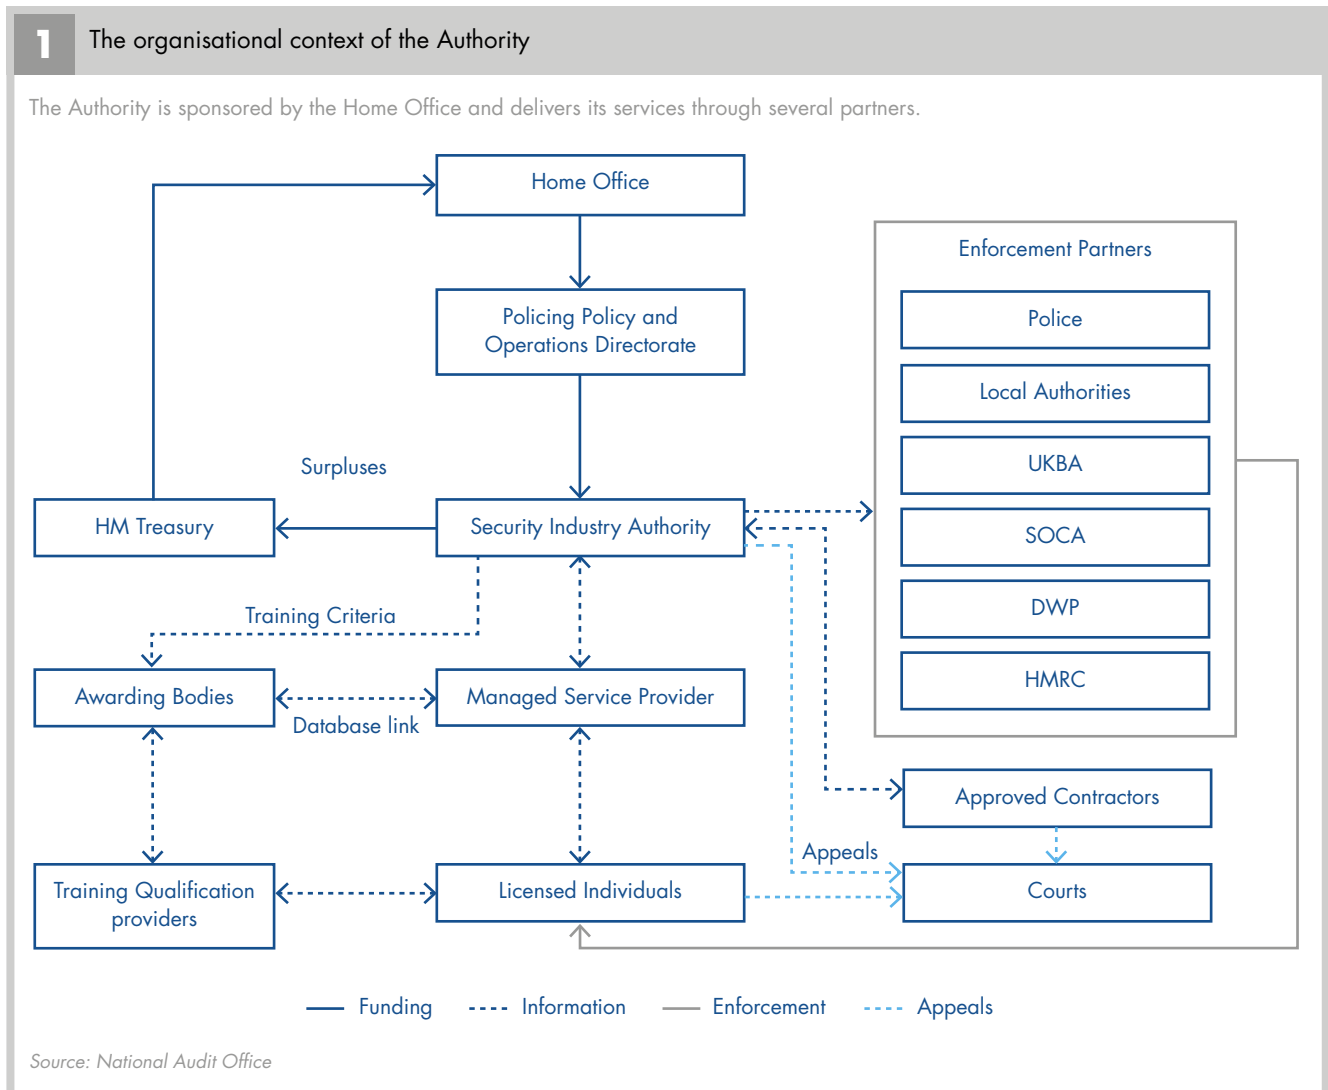 1
The organisational context of the Authority
The Authority is sponsored by the Home Office and delivers its services through several partners.
Home Office
Policing Policy and
Operations Directorate
Enforcement Partners
Police
Local Authorities
UKBA
SOCA
DWP
HMRC
Surpluses
HM Treasury
Security Industry Authority
Training Criteria
Awarding Bodies
Database link
Managed Service Provider
Approved Contractors
Appeals
Training Qualification
providers
Licensed Individuals
Courts
Funding
Information
Enforcement
Appeals
Source: National Audit Office